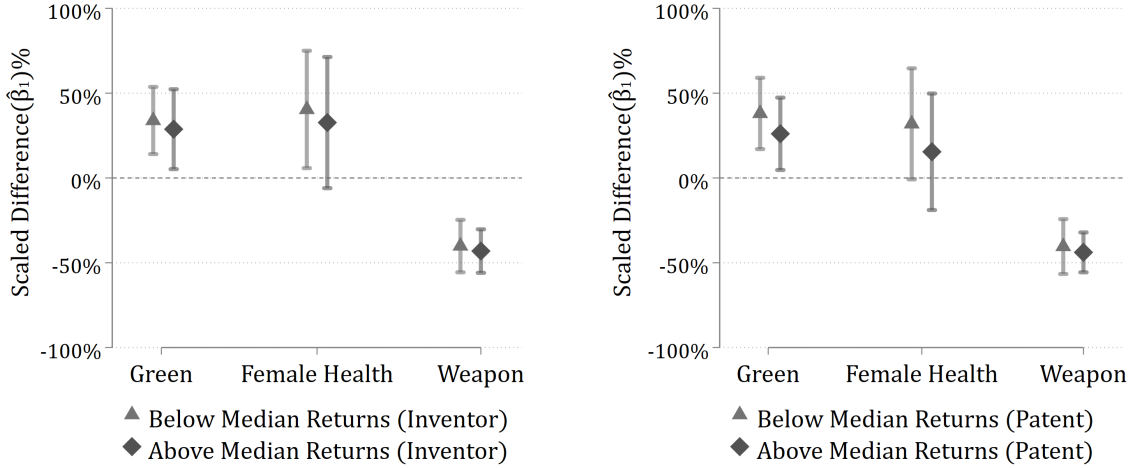 100%
50%
0%
-50%
-100%
Scaled Difference(β̂₁)%
Green Female Health Weapon
▲ Below Median Returns (Inventor)
◆ Above Median Returns (Inventor)
100%
50%
0%
-50%
-100%
Scaled Difference(β̂₁)%
Green Female Health Weapon
▲ Below Median Returns (Patent)
◆ Above Median Returns (Patent)